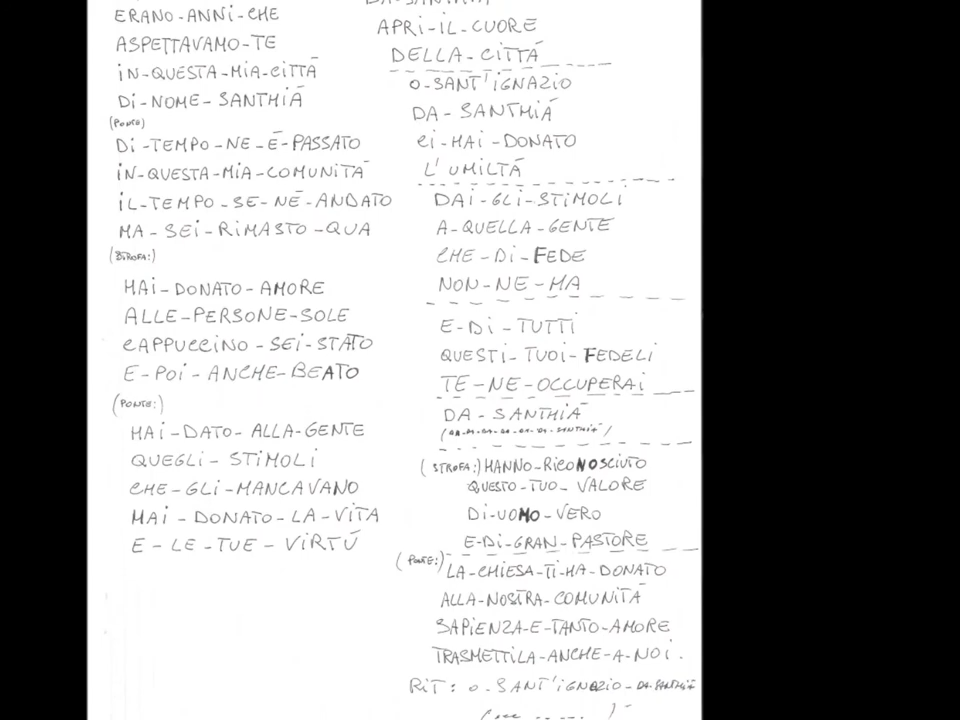 ERANO-ANNI-CHE
ASPETTAVAMO-TE
iN-QUESTA-MiA-CiTTÀ
Di-NOME-SANTHIÀ
(PONTE)
Di-TEMPO-NE-È-PASSATO
iN-QUESTA-MiA-COMUNiTÀ
iL-TEMPO-SE-NÈ-ANDATO
MA-SEi-RiMASTO-QUA
(STROFA:)
HAi-DONATO-AMORE
ALLE-PERSONE-SOLE
CAPPUCCiNO-SEi-STATO
E-POi-ANCHE-BEATO
(PONTE:)
HAi-DATO-ALLA-GENTE
QUEGLi-STiMOLi
CHE-GLi-MANCAVANO
HAi-DONATO-LA-ViTA
E-LE-TUE-ViRTÙ
DA-SANTHIÀ
APRi-iL-CUORE
DELLA-CiTTÀ
O-SANT'iGNAZiO
DA-SANTHiÀ
Ci-HAi-DONATO
L'UMiLTÀ
DAi-GLi-STiMOLi
A-QUELLA-GENTE
CHE-Di-FEDE
NON-NE-HA
E-Di-TUTTi
QUESTi-TUOi-FEDELi
TE-NE-OCCUPERAi
DA-SANTHiÀ
(STROFA:) HANNO-RiCONOSCiUTO
QUESTO-TUO-VALORE
Di-UOMO-VERO
E-Di-GRAN-PASTORE
(PONTE:) LA-CHiESA-Ti-HA-DONATO
ALLA-NOSTRA-COMUNiTÀ
SAPiENZA-E-TANTO-AMORE
TRASMETTiLA-ANCHE-A-NOi.
RiT: O-SANT'iGNAZiO-DA-SANTHiÀ